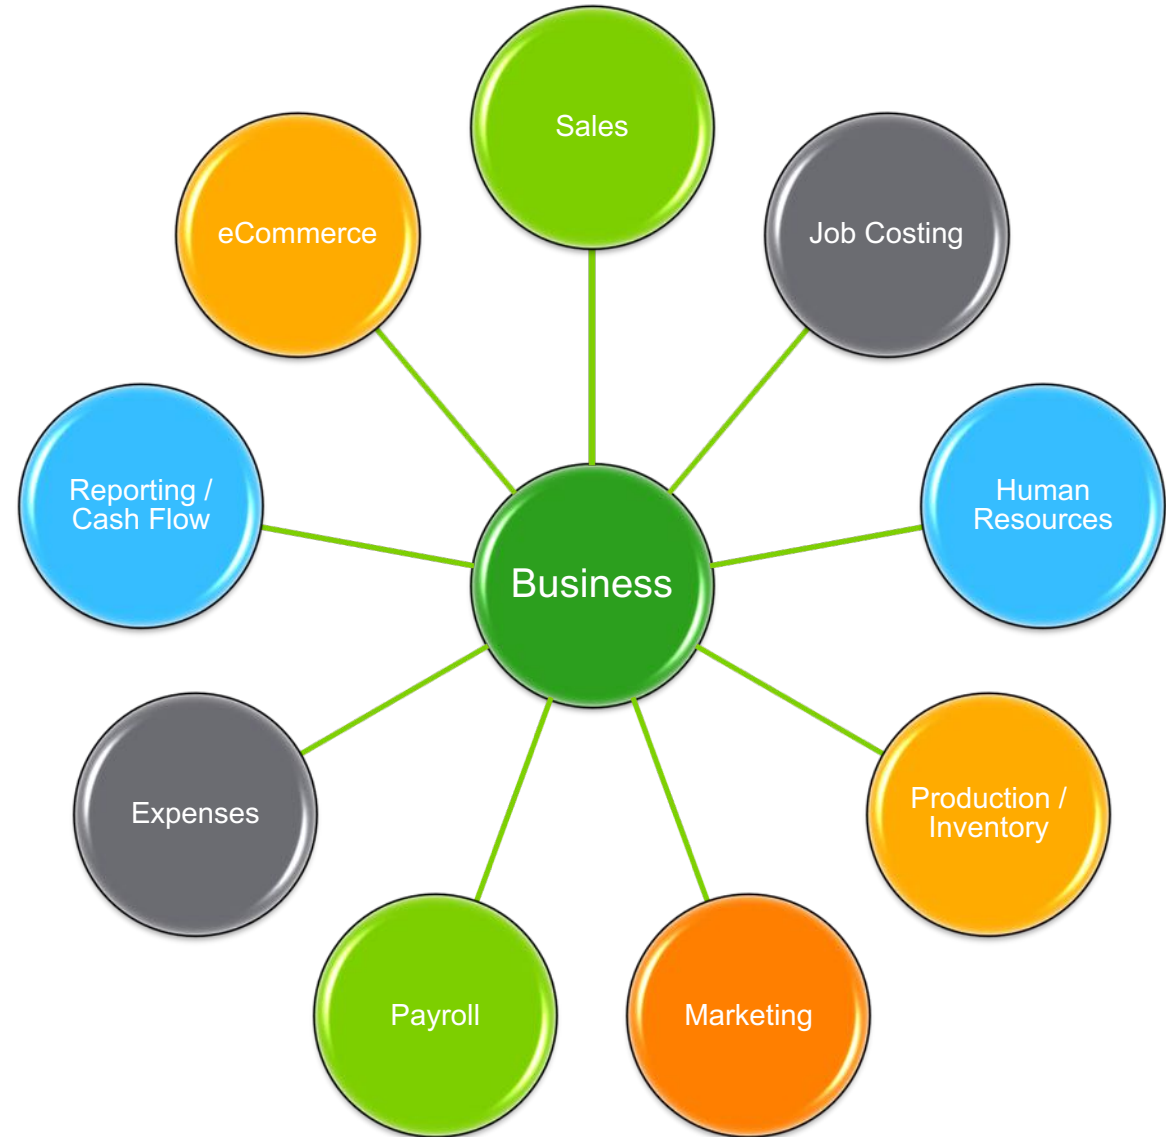 Sales
eCommerce
Job Costing
Reporting /
Cash Flow
Human
Resources
Business
Expenses
Production /
Inventory
Payroll
Marketing